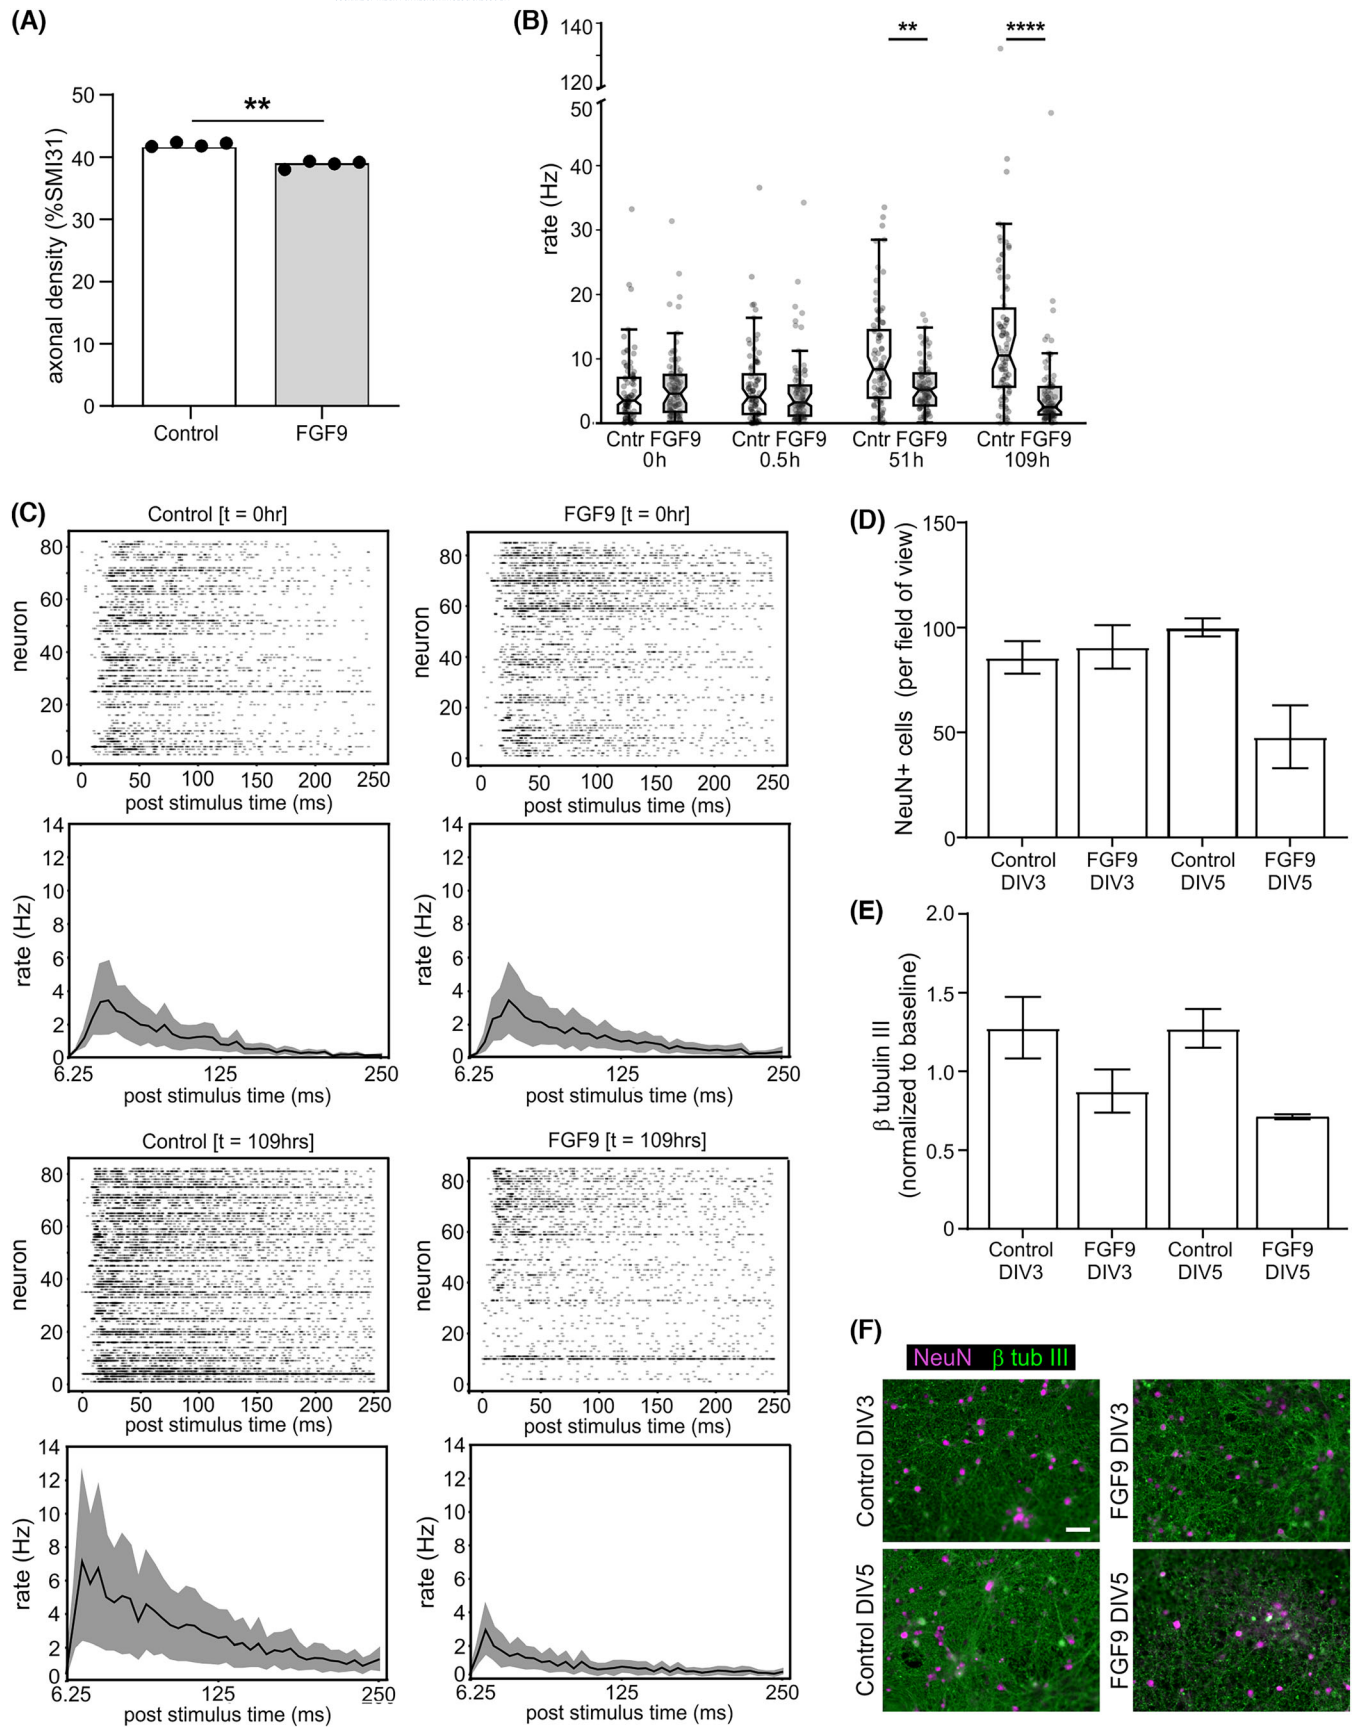 (A)
50
40
30
20
10
0
axonal density (%SMI31)
**
Control
FGF9
(B)
140
120
50
40
30
20
10
0
rate (Hz)
**
****
Cntr FGF9 Cntr FGF9 Cntr FGF9 Cntr FGF9
0h 0.5h 51h 109h
(C)
Control [t = 0hr]
80
60
40
20
0
neuron
0 50 100 150 200 250
post stimulus time (ms)
FGF9 [t = 0hr]
80
60
40
20
0
neuron
0 50 100 150 200 250
post stimulus time (ms)
14
12
10
8
6
4
2
0
rate (Hz)
6.25 125 250
post stimulus time (ms)
14
12
10
8
6
4
2
0
rate (Hz)
6.25 125 250
post stimulus time (ms)
Control [t = 109hrs]
80
60
40
20
0
neuron
0 50 100 150 200 250
post stimulus time (ms)
FGF9 [t = 109hrs]
80
60
40
20
0
neuron
0 50 100 150 200 250
post stimulus time (ms)
14
12
10
8
6
4
2
0
rate (Hz)
6.25 125 250
post stimulus time (ms)
14
12
10
8
6
4
2
0
rate (Hz)
6.25 125 250
post stimulus time (ms)
(D)
150
100
50
0
NeuN+ cells (per field of view)
Control FGF9 Control FGF9
DIV3 DIV3 DIV5 DIV5
(E)
2.0
1.5
1.0
0.5
0
β tubulin III
(normalized to baseline)
Control FGF9 Control FGF9
DIV3 DIV3 DIV5 DIV5
(F)
NeuN β tub III
Control DIV3
FGF9 DIV3
Control DIV5
FGF9 DIV5